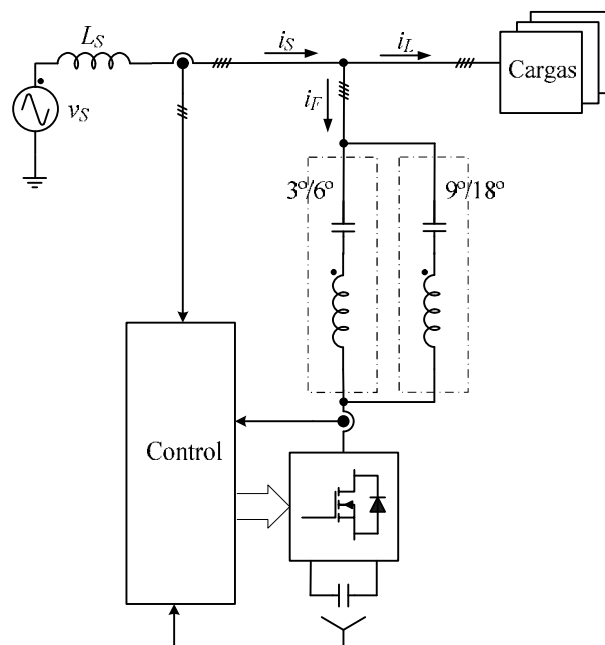 L_S
i_S
i_L
Cargas
v_S
i_F
3º/6º
9º/18º
Control